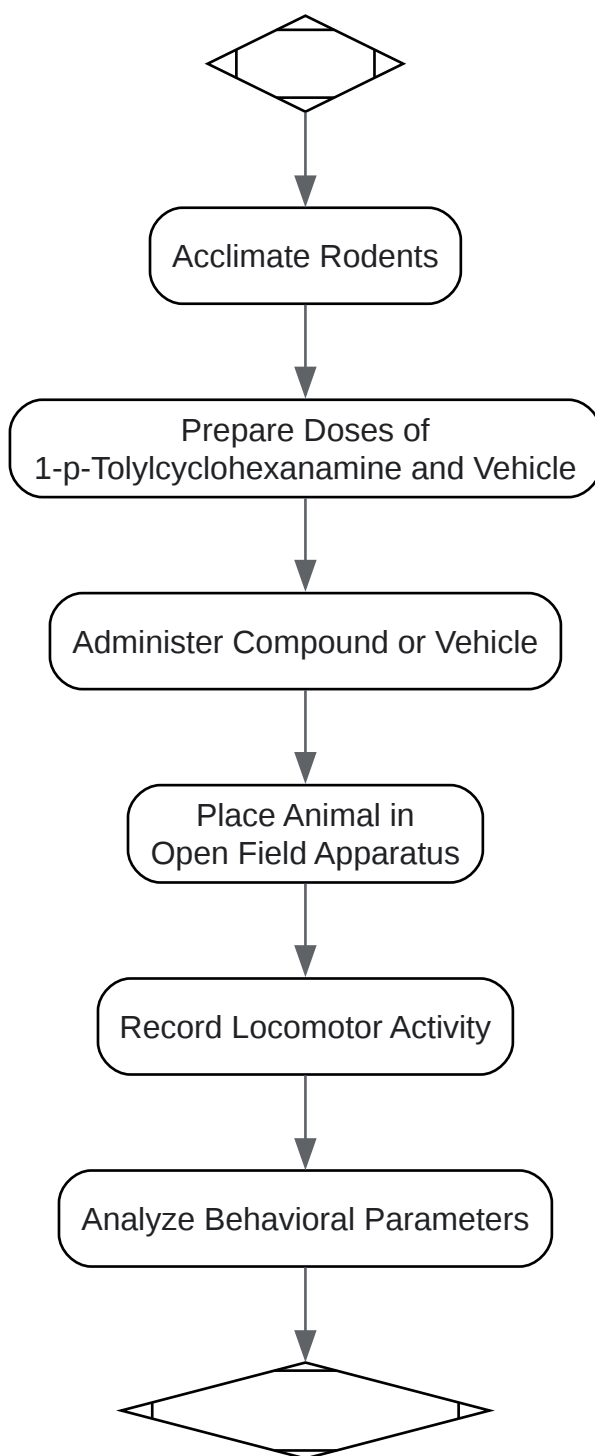 Acclimate Rodents
Prepare Doses of
1-p-Tolylcyclohexanamine and Vehicle
Administer Compound or Vehicle
Place Animal in
Open Field Apparatus
Record Locomotor Activity
Analyze Behavioral Parameters